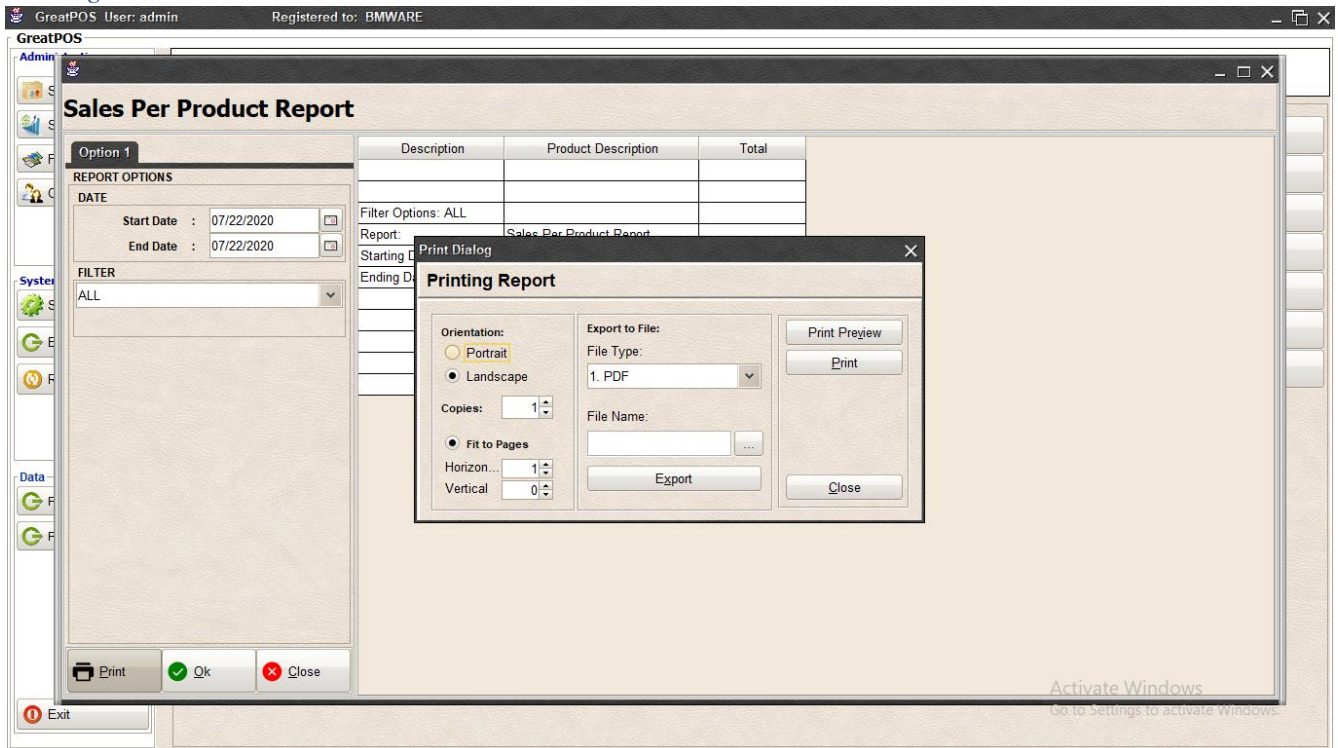 GreatPOS User: admin Registered to: BMWARE
GreatPOS
Sales Per Product Report
Option 1
REPORT OPTIONS
DATE
Start Date : 07/22/2020
End Date : 07/22/2020
FILTER
ALL
Description Product Description Total
Filter Options: ALL
Report: Sales Per Product Report
Starting
Ending
Print Dialog
Printing Report
Orientation:
Portrait
Landscape
Copies: 1
Fit to Pages
Horizon... 1
Vertical 0
Export to File:
File Type:
1. PDF
File Name:
...
Export
Print Preview
Print
Close
Data
Print Ok Close
Exit
Activate Windows
Go to Settings to activate Windows.